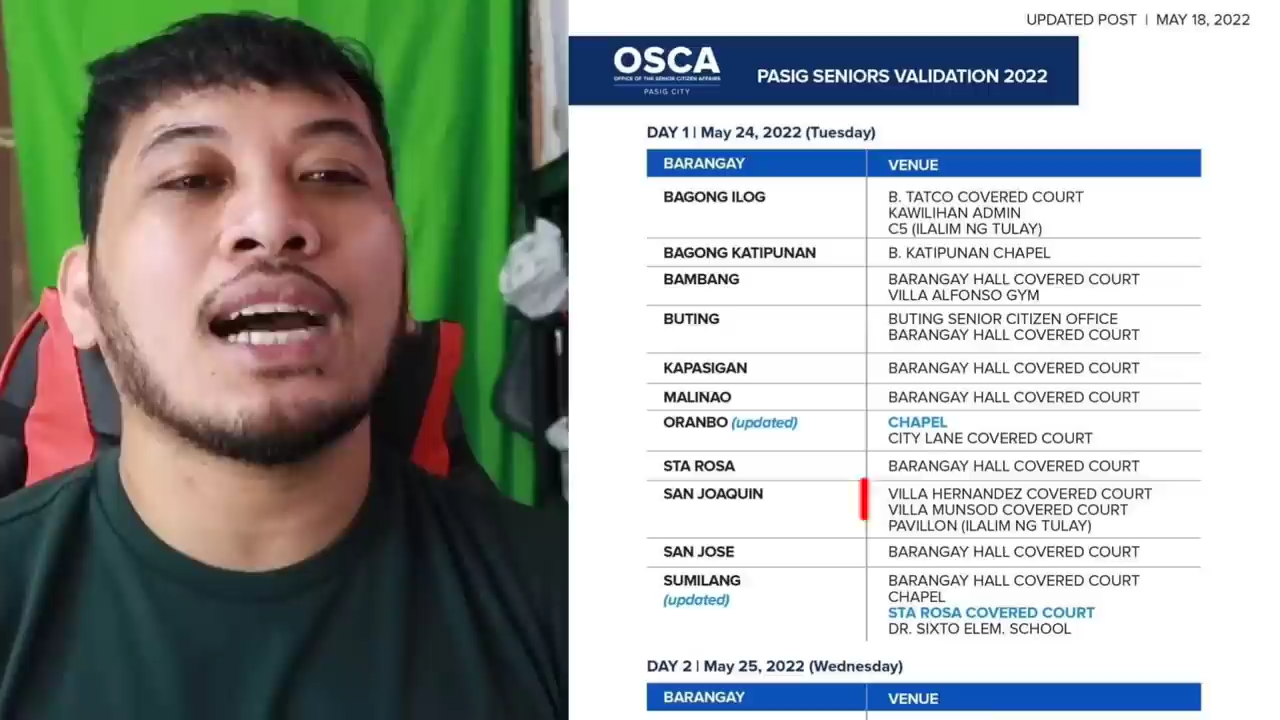 UPDATED POST | MAY 18, 2022
OSCA
OFFICE OF THE SENIOR CITIZEN AFFAIRS
PASIG CITY
PASIG SENIORS VALIDATION 2022
DAY 1 | May 24, 2022 (Tuesday)
BARANGAY VENUE
BAGONG ILOG B. TATCO COVERED COURT
KAWILIHAN ADMIN
C5 (ILALIM NG TULAY)
BAGONG KATIPUNAN B. KATIPUNAN CHAPEL
BAMBANG BARANGAY HALL COVERED COURT
VILLA ALFONSO GYM
BUTING BUTING SENIOR CITIZEN OFFICE
BARANGAY HALL COVERED COURT
KAPASIGAN BARANGAY HALL COVERED COURT
MALINAO BARANGAY HALL COVERED COURT
ORANBO (updated) CHAPEL
CITY LANE COVERED COURT
STA ROSA BARANGAY HALL COVERED COURT
SAN JOAQUIN VILLA HERNANDEZ COVERED COURT
VILLA MUNSOD COVERED COURT
PAVILLON (ILALIM NG TULAY)
SAN JOSE BARANGAY HALL COVERED COURT
SUMILANG BARANGAY HALL COVERED COURT
(updated) CHAPEL
STA ROSA COVERED COURT
DR. SIXTO ELEM. SCHOOL
DAY 2 | May 25, 2022 (Wednesday)
BARANGAY VENUE